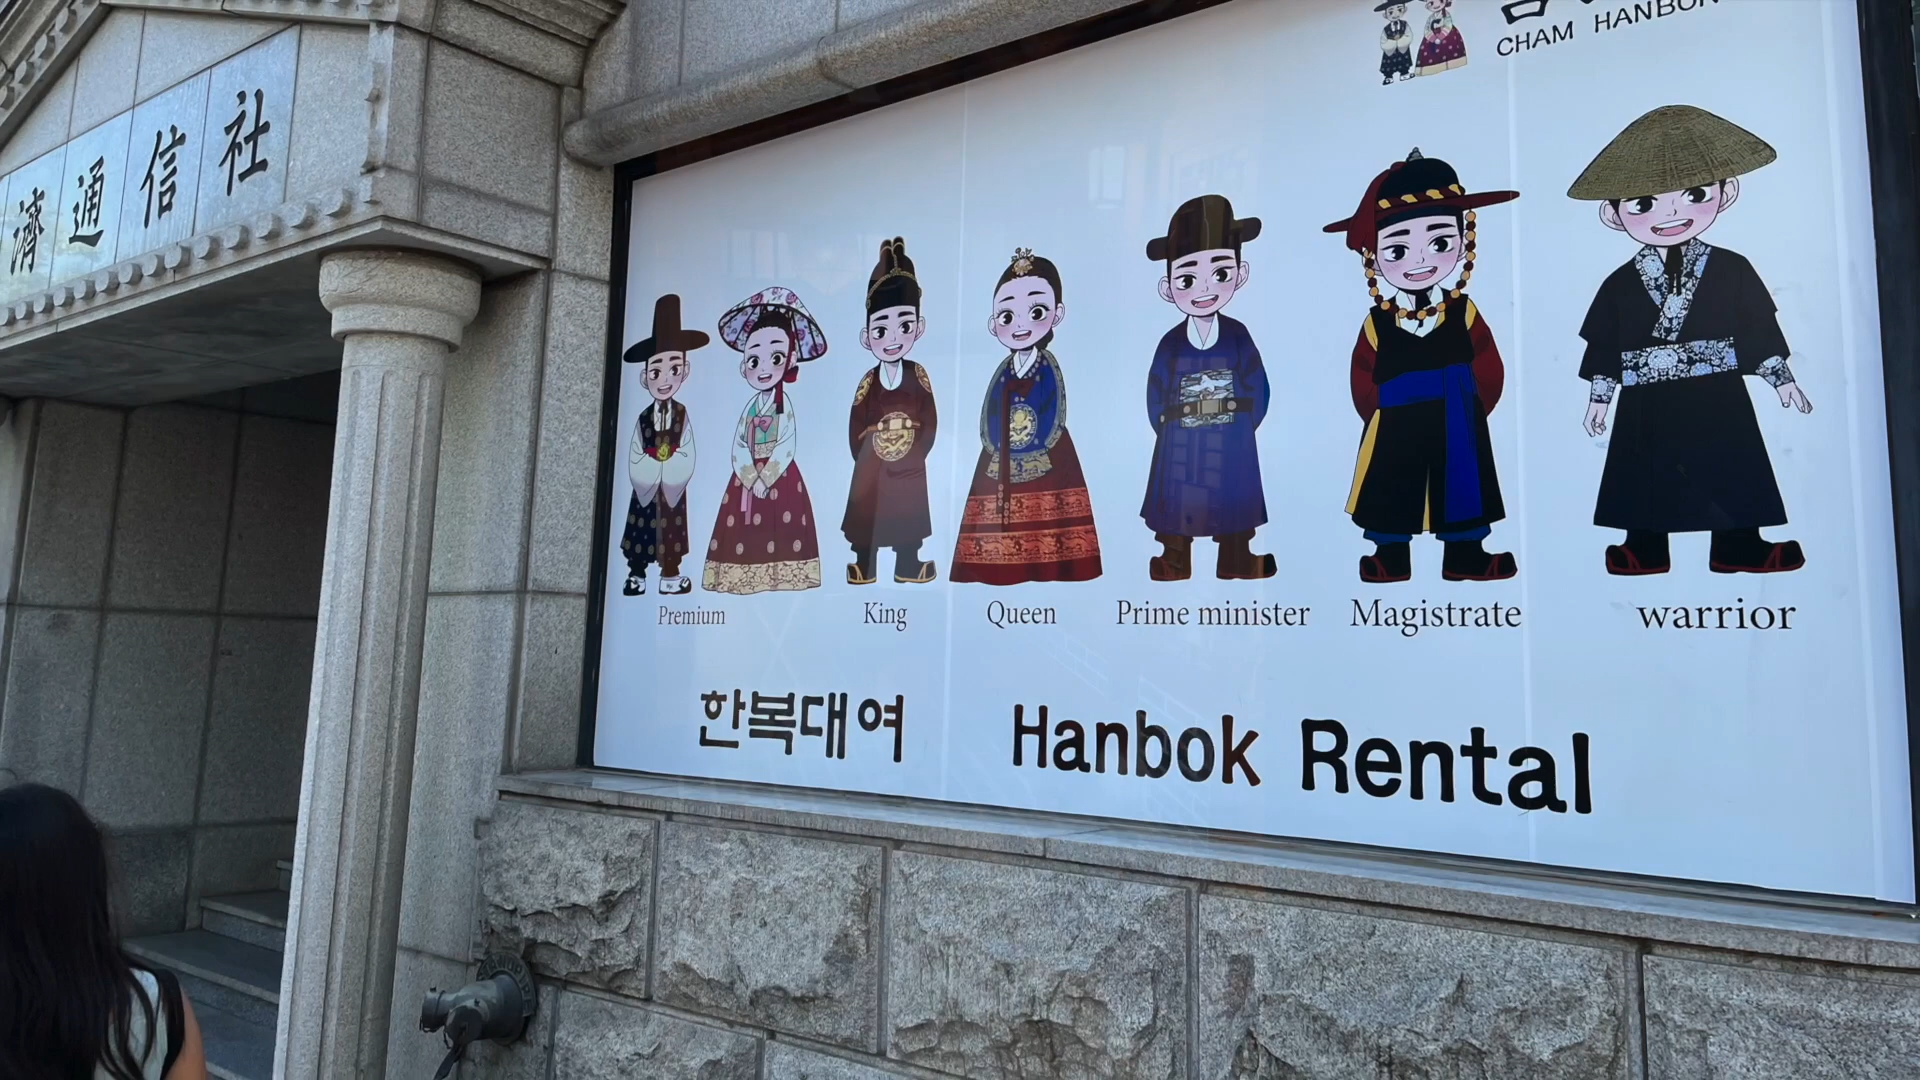 濟通信社
CHAM HANBOK
Premium King Queen Prime minister Magistrate warrior
한복대여 Hanbok Rental